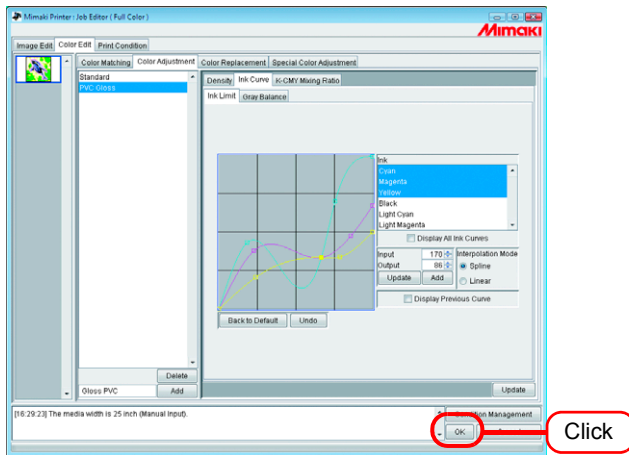 Mimaki Printer : Job Editor ( Full Color )
Mimaki
Image Edit Color Edit Print Condition
Color Matching Color Adjustment Color Replacement Special Color Adjustment
Standard
PVC Gloss
Density Ink Curve K-CMY Mixing Ratio
Ink Limit Gray Balance
Ink
Cyan
Magenta
Yellow
Black
Light Cyan
Light Magenta
Display All Ink Curves
Input 170
Output 86
Interpolation Mode
Spline
Linear
Update Add
Display Previous Curve
Back to Default Undo
Delete
Gloss PVC Add
Update
[16:29:23] The media width is 25 inch (Manual Input).
Condition Management
OK
Click